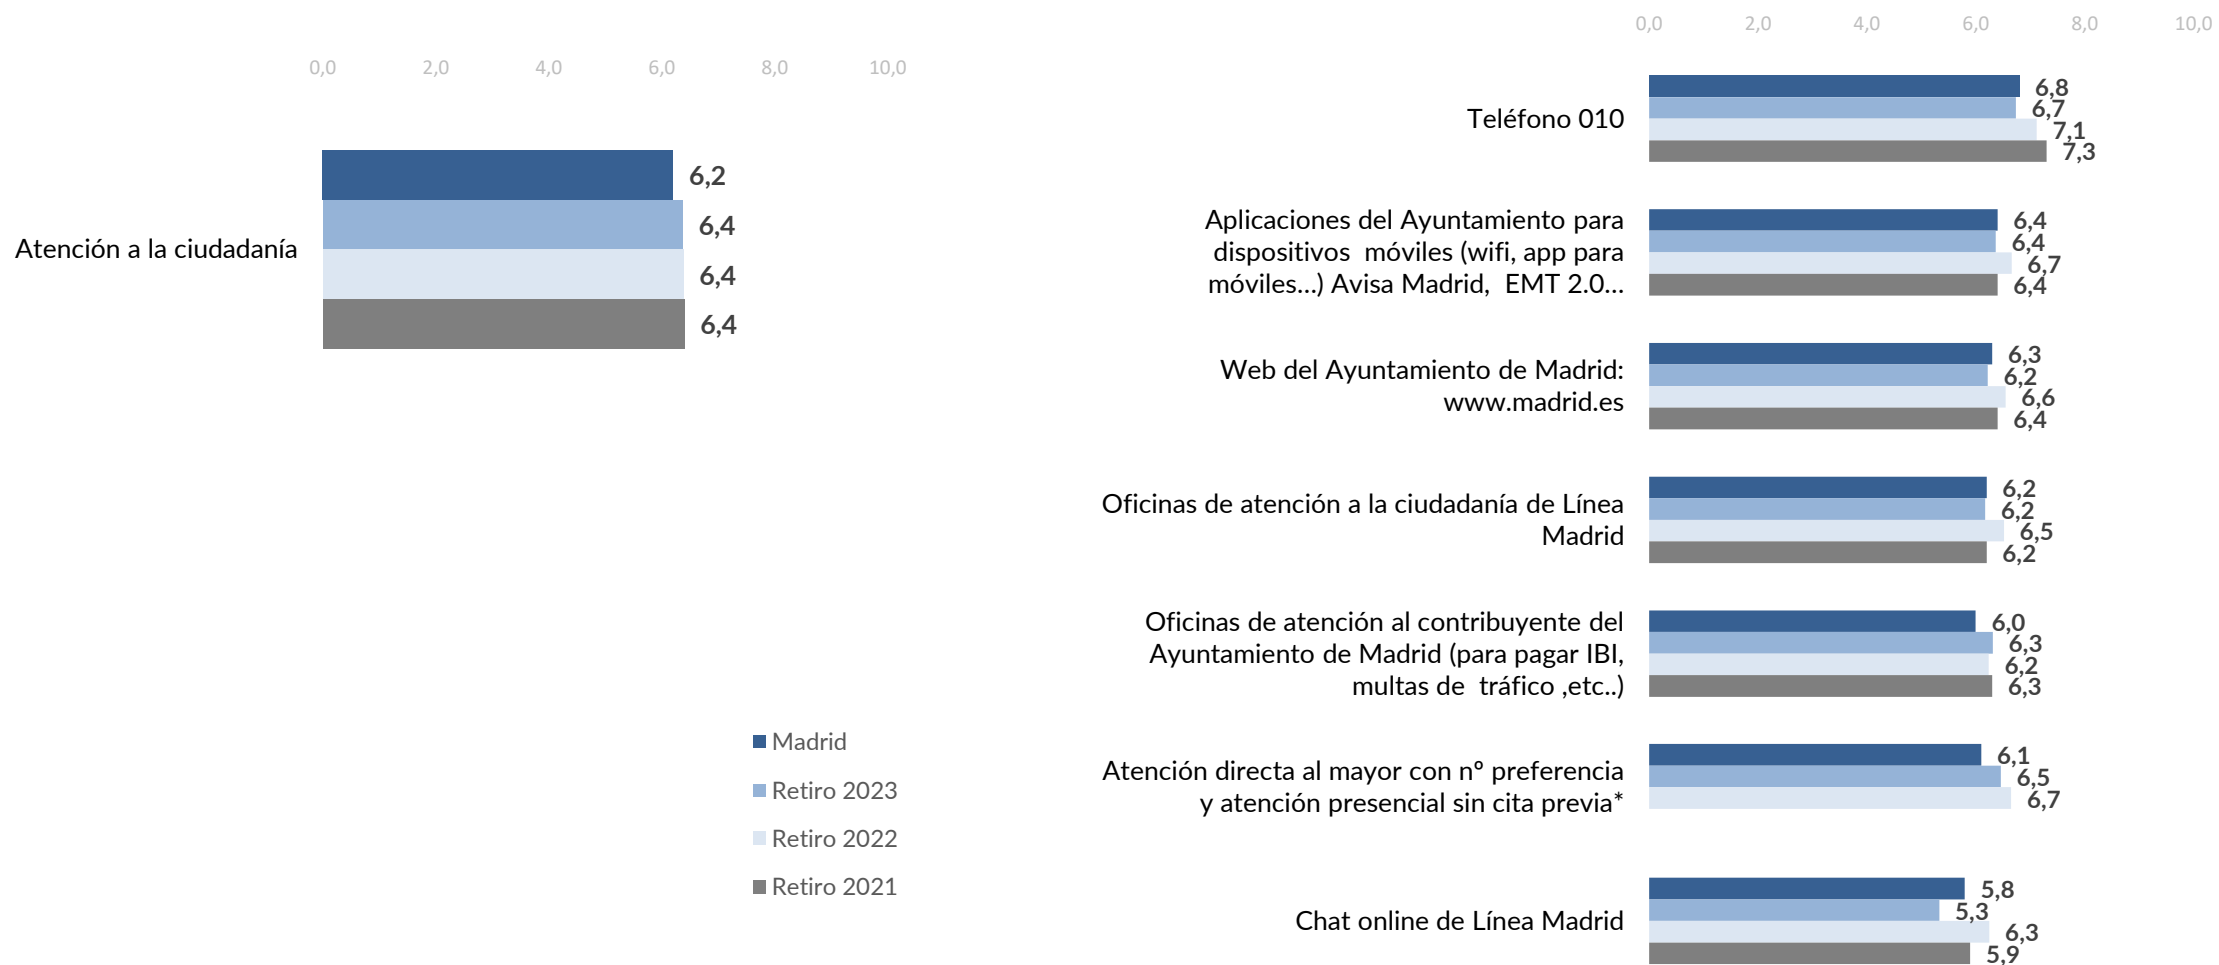 0,0 2,0 4,0 6,0 8,0 10,0
Atención a la ciudadanía
6,2
6,4
6,4
6,4
Madrid
Retiro 2023
Retiro 2022
Retiro 2021
0,0 2,0 4,0 6,0 8,0 10,0
Teléfono 010
6,8
6,7
7,1
7,3
Aplicaciones del Ayuntamiento para
dispositivos  móviles (wifi, app para
móviles...) Avisa Madrid,  EMT 2.0...
6,4
6,4
6,7
6,4
Web del Ayuntamiento de Madrid:
www.madrid.es
6,3
6,2
6,6
6,4
Oficinas de atención a la ciudadanía de Línea
Madrid
6,2
6,2
6,5
6,2
Oficinas de atención al contribuyente del
Ayuntamiento de Madrid (para pagar IBI,
multas de  tráfico ,etc..)
6,0
6,3
6,2
6,3
Atención directa al mayor con nº preferencia
y atención presencial sin cita previa*
6,1
6,5
6,7
Chat online de Línea Madrid
5,8
5,3
6,3
5,9